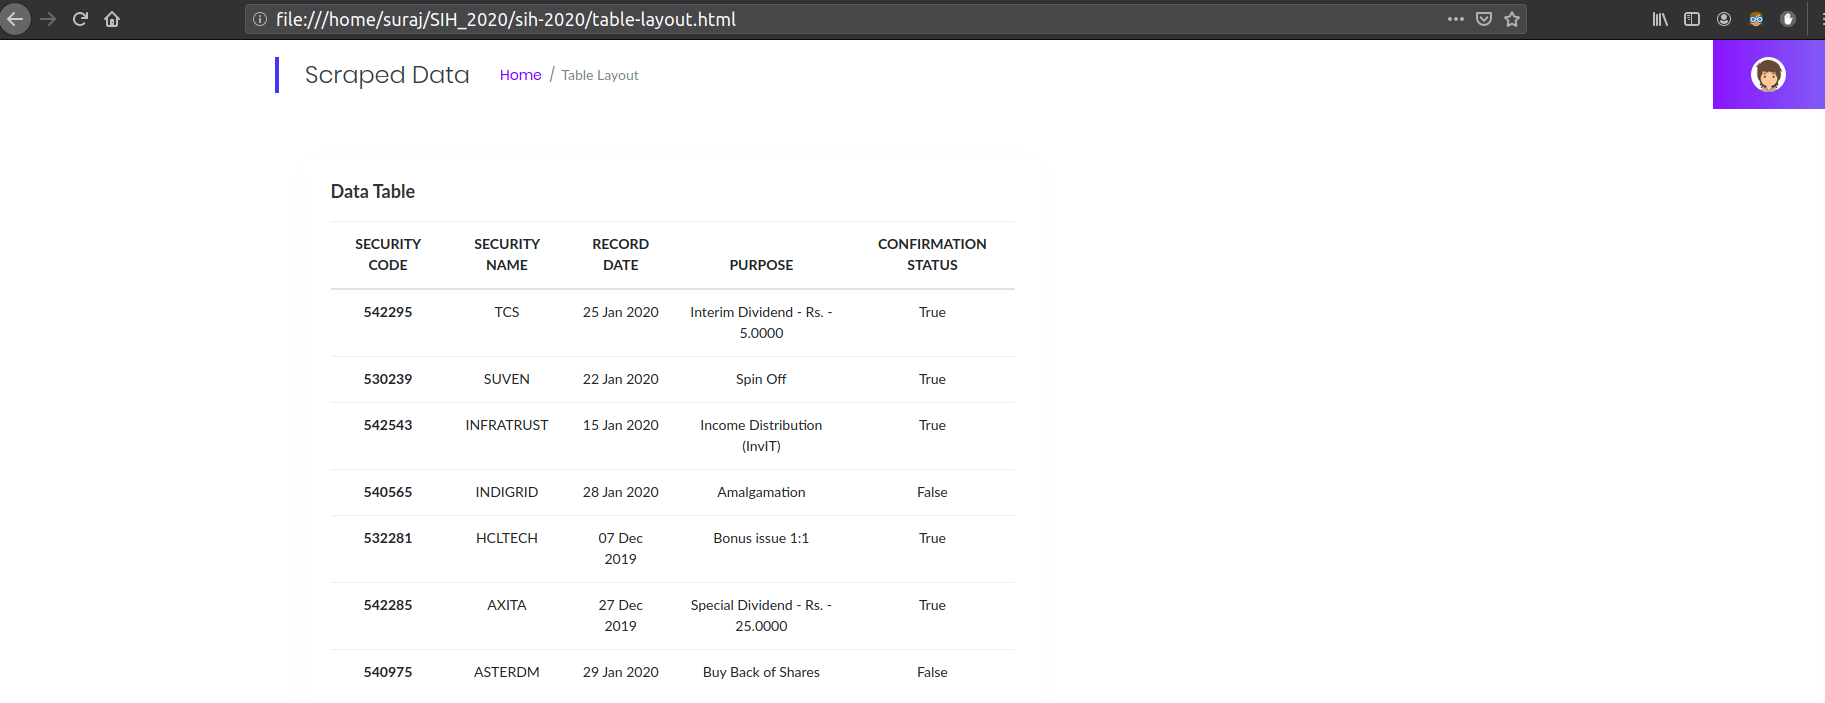 file:///home/suraj/SIH_2020/sih-2020/table-layout.html
Scraped Data Home / Table Layout
Data Table
SECURITY CODE SECURITY NAME RECORD DATE PURPOSE CONFIRMATION STATUS
542295 TCS 25 Jan 2020 Interim Dividend - Rs. - True
5.0000
530239 SUVEN 22 Jan 2020 Spin Off True
542543 INFRATRUST 15 Jan 2020 Income Distribution True
(InvIT)
540565 INDIGRID 28 Jan 2020 Amalgamation False
532281 HCLTECH 07 Dec Bonus issue 1:1 True
2019
542285 AXITA 27 Dec Special Dividend - Rs. - True
2019 25.0000
540975 ASTERDM 29 Jan 2020 Buy Back of Shares False